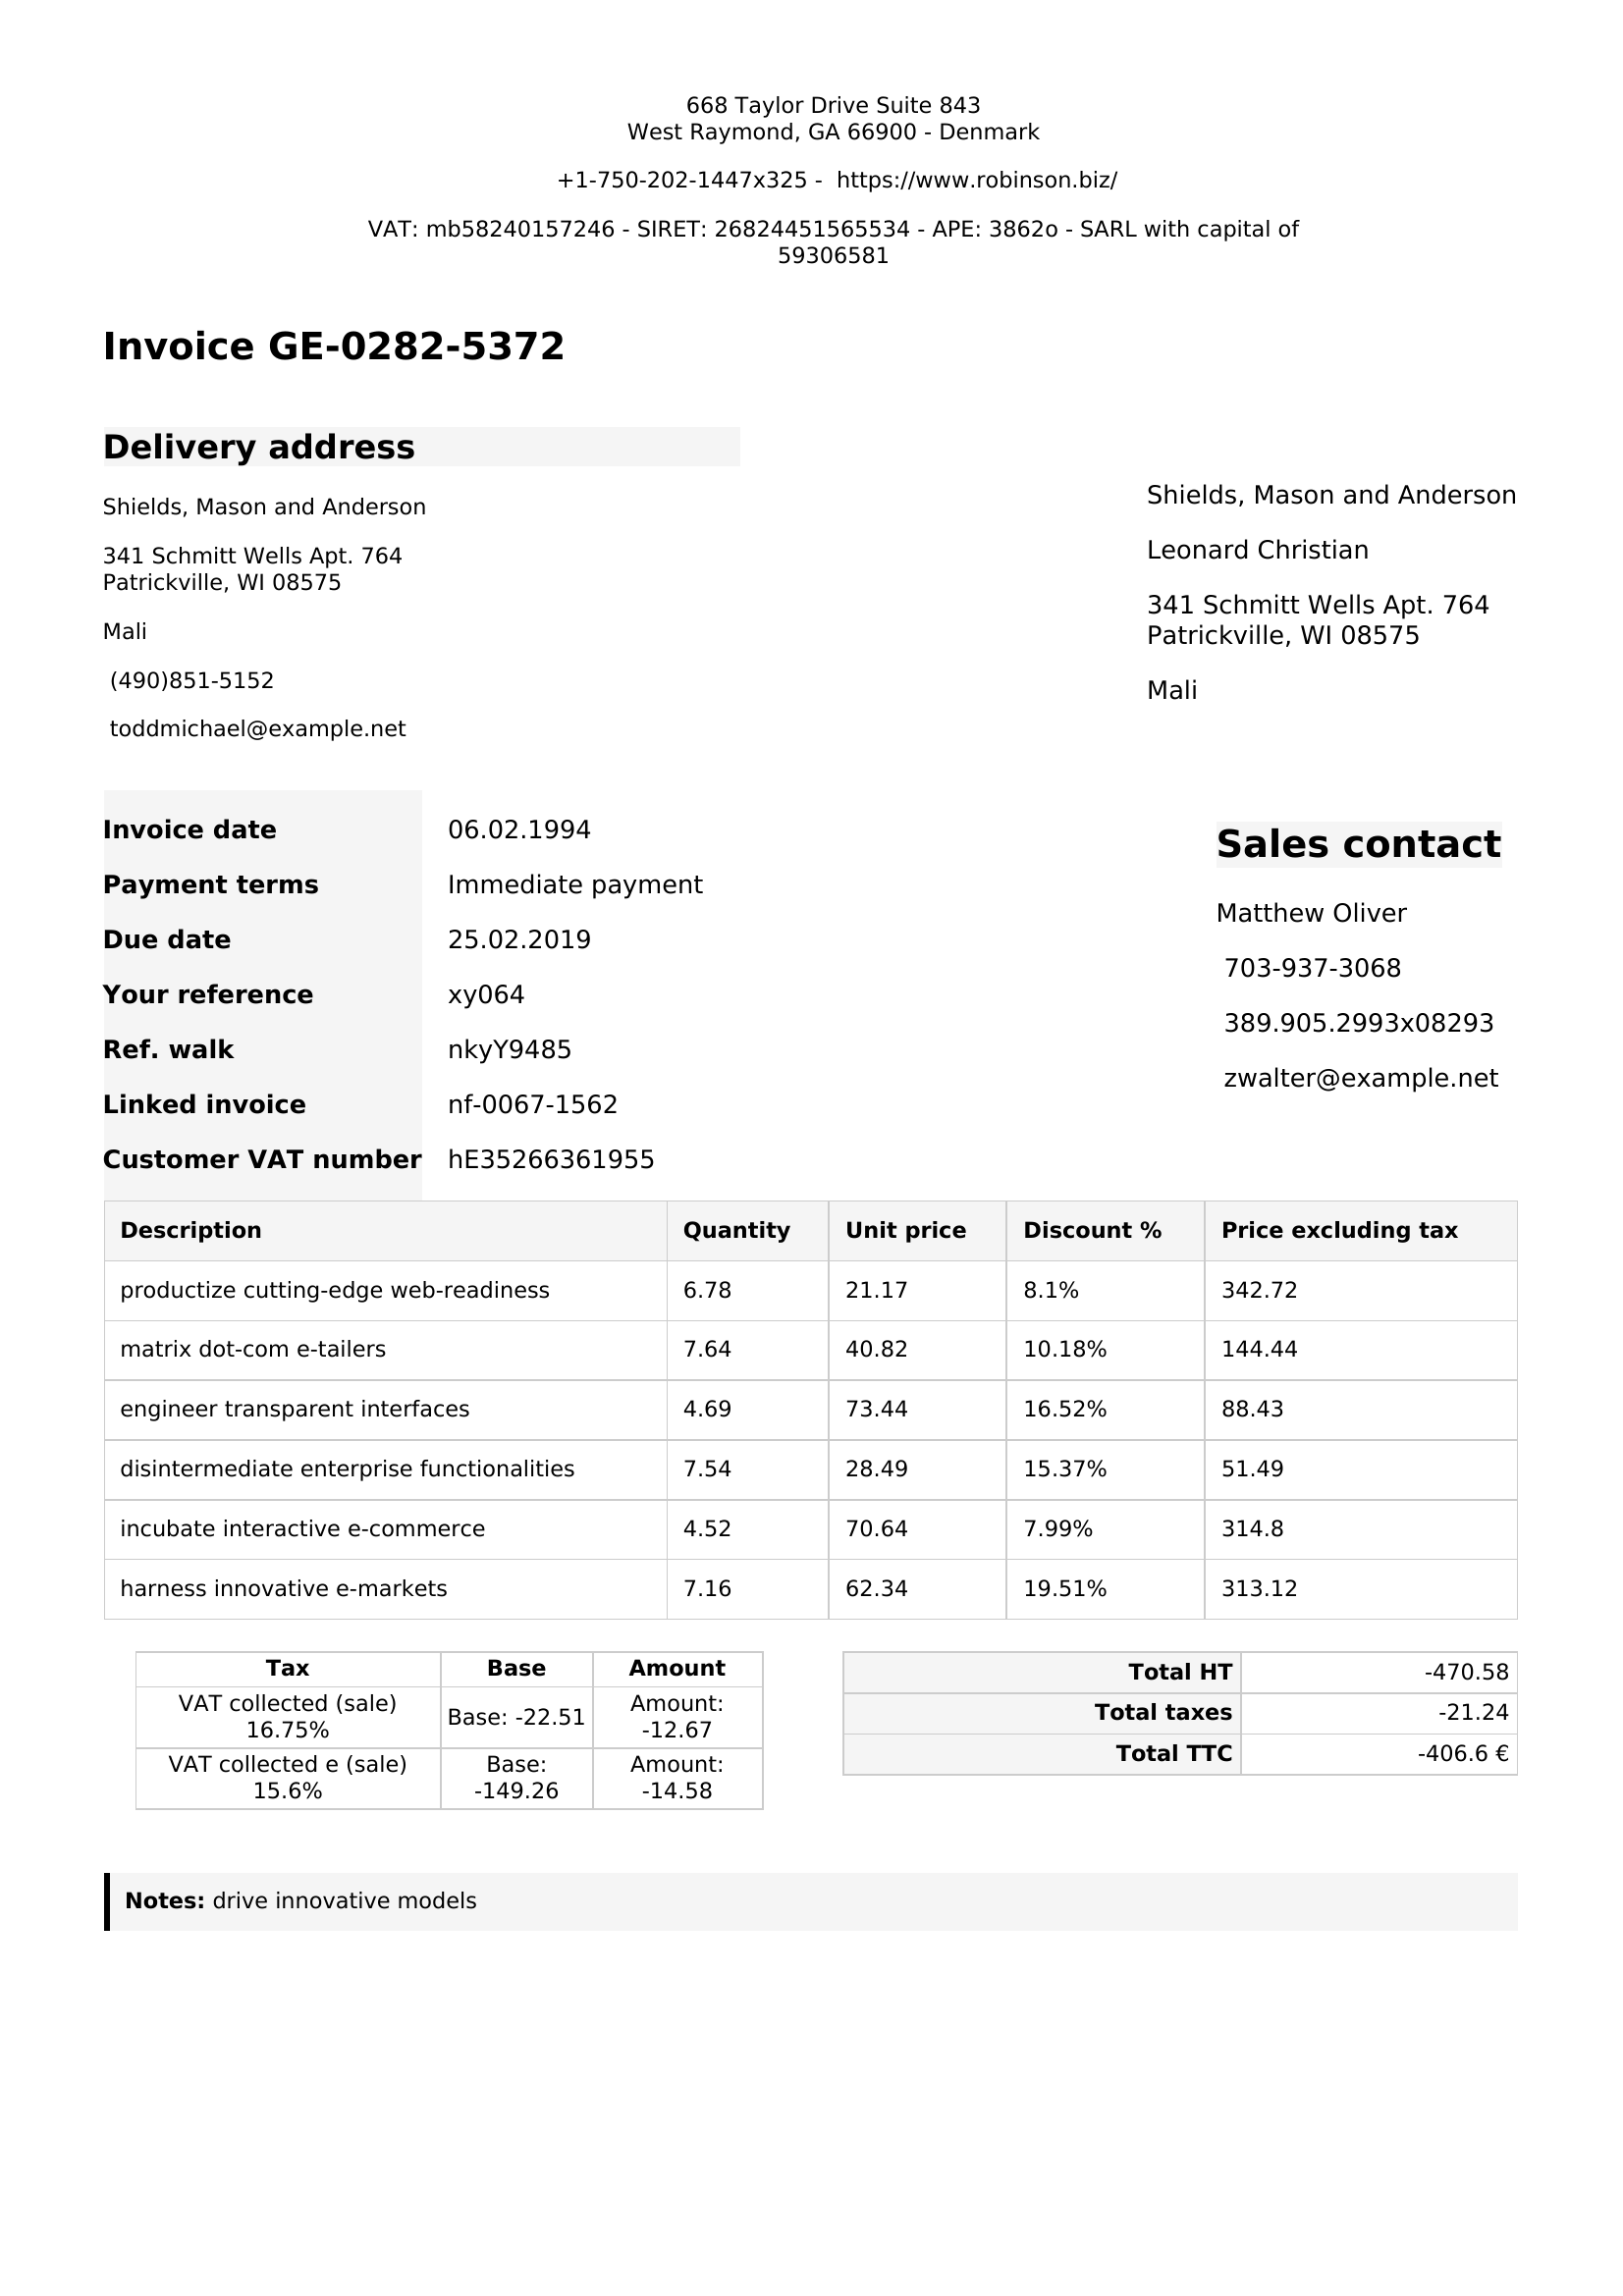 668 Taylor Drive Suite 843
West Raymond, GA 66900 - Denmark
+1-750-202-1447x325 -  https://www.robinson.biz/
VAT: mb58240157246 - SIRET: 26824451565534 - APE: 3862o - SARL with capital of
59306581
Invoice GE-0282-5372
Delivery address
Shields, Mason and Anderson
341 Schmitt Wells Apt. 764
Patrickville, WI 08575
Mali
(490)851-5152
toddmichael@example.net
Shields, Mason and Anderson
Leonard Christian
341 Schmitt Wells Apt. 764
Patrickville, WI 08575
Mali
Invoice date 06.02.1994
Payment terms Immediate payment
Due date 25.02.2019
Your reference xy064
Ref. walk nkyY9485
Linked invoice nf-0067-1562
Customer VAT number hE35266361955
Sales contact
Matthew Oliver
703-937-3068
389.905.2993x08293
zwalter@example.net
Description Quantity Unit price Discount % Price excluding tax
productize cutting-edge web-readiness 6.78 21.17 8.1% 342.72
matrix dot-com e-tailers 7.64 40.82 10.18% 144.44
engineer transparent interfaces 4.69 73.44 16.52% 88.43
disintermediate enterprise functionalities 7.54 28.49 15.37% 51.49
incubate interactive e-commerce 4.52 70.64 7.99% 314.8
harness innovative e-markets 7.16 62.34 19.51% 313.12
Tax Base Amount
VAT collected (sale) 16.75% Base: -22.51 Amount: -12.67
VAT collected e (sale) 15.6% Base: -149.26 Amount: -14.58
Total HT -470.58
Total taxes -21.24
Total TTC -406.6 €
Notes: drive innovative models